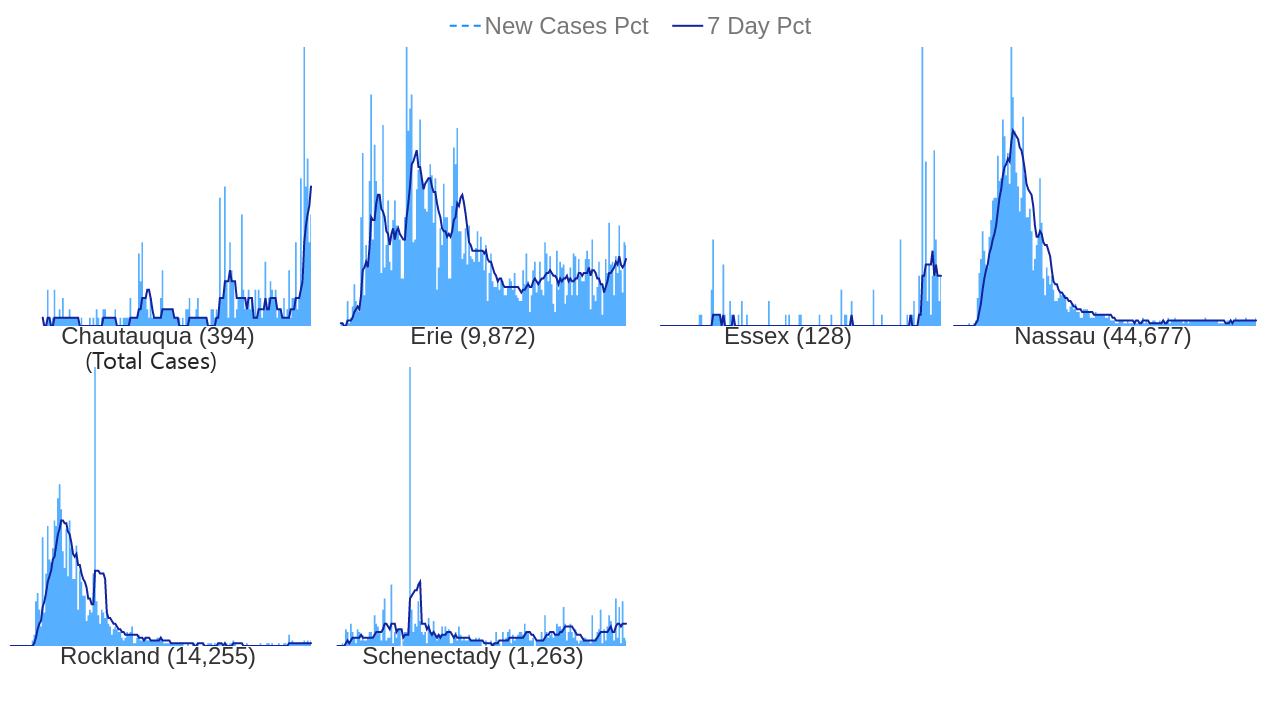 New Cases Pct 7 Day Pct
Chautauqua (394)
(Total Cases)
Erie (9,872)
Essex (128)
Nassau (44,677)
Rockland (14,255)
Schenectady (1,263)